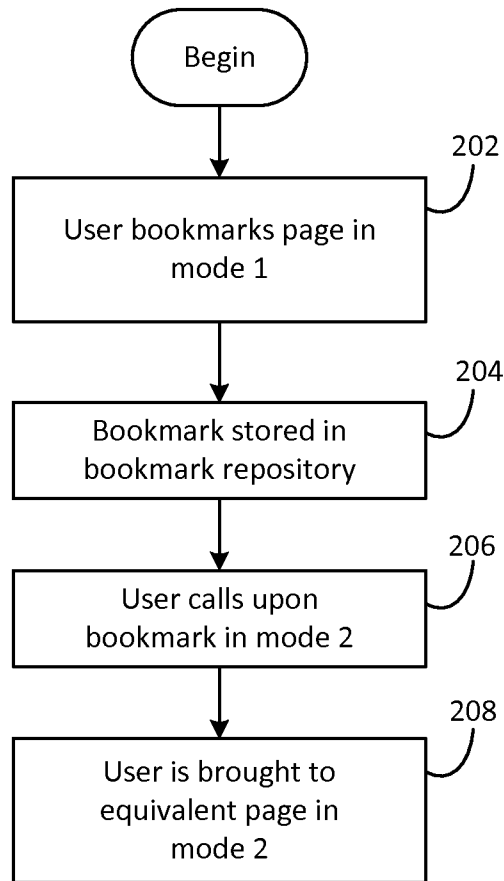 Begin
202
User bookmarks page in
mode 1
204
Bookmark stored in
bookmark repository
206
User calls upon
bookmark in mode 2
208
User is brought to
equivalent page in
mode 2